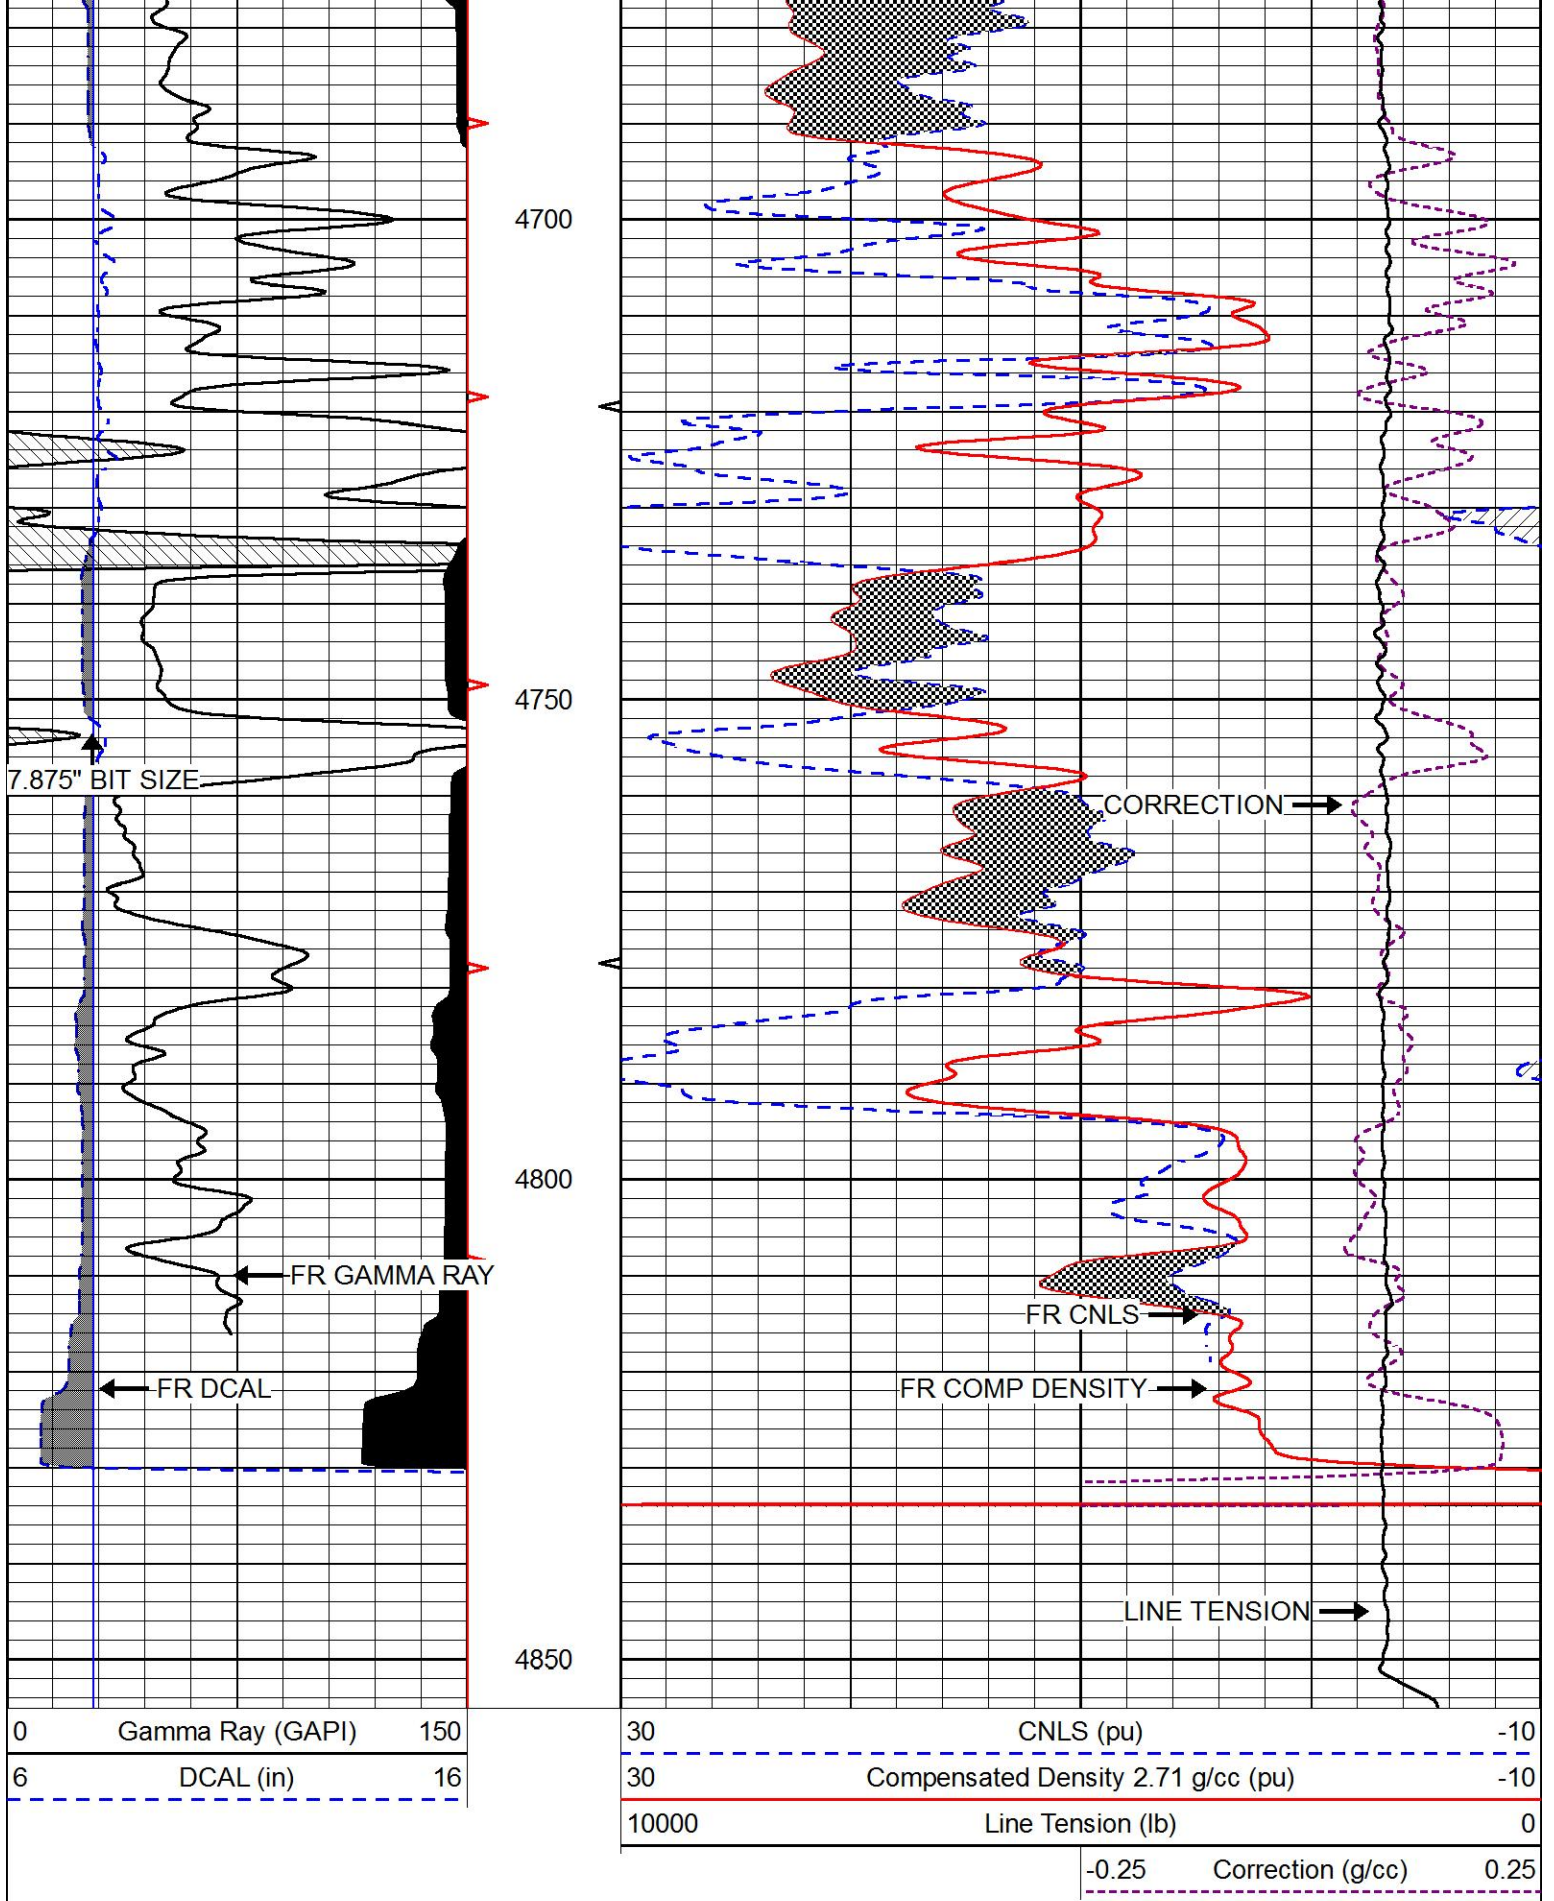 4700
4750
7.875" BIT SIZE
CORRECTION
4800
FR GAMMA RAY
FR CNLS
FR DCAL
FR COMP DENSITY
LINE TENSION
4850
0 Gamma Ray (GAPI) 150
30 CNLS (pu) -10
6 DCAL (in) 16
30 Compensated Density 2.71 g/cc (pu) -10
10000 Line Tension (lb) 0
-0.25 Correction (g/cc) 0.25